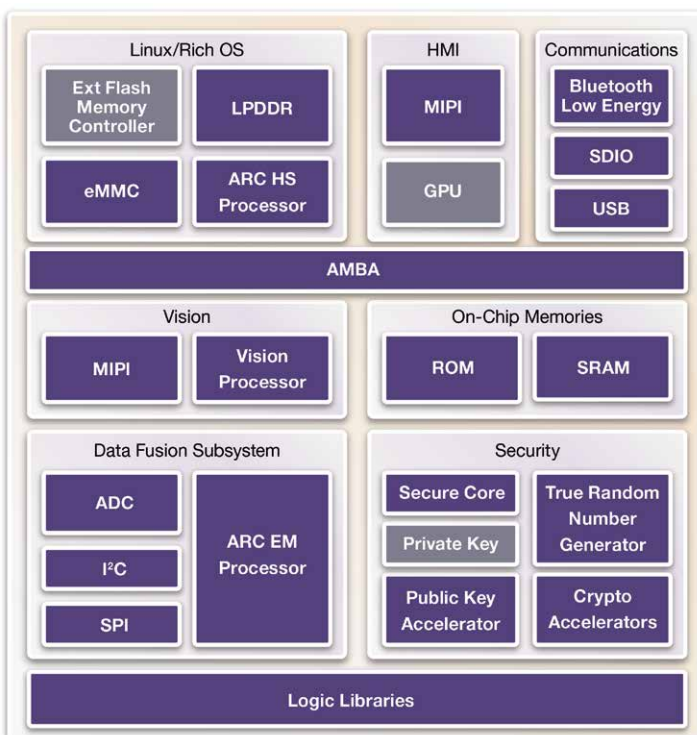 Linux/Rich OS
Ext Flash
Memory
Controller
LPDDR
eMMC
ARC HS
Processor
HMI
MIPI
GPU
Communications
Bluetooth
Low Energy
SDIO
USB
AMBA
Vision
MIPI
Vision
Processor
On-Chip Memories
ROM
SRAM
Data Fusion Subsystem
ADC
I²C
SPI
ARC EM
Processor
Security
Secure Core
Private Key
Public Key
Accelerator
True Random
Number
Generator
Crypto
Accelerators
Logic Libraries